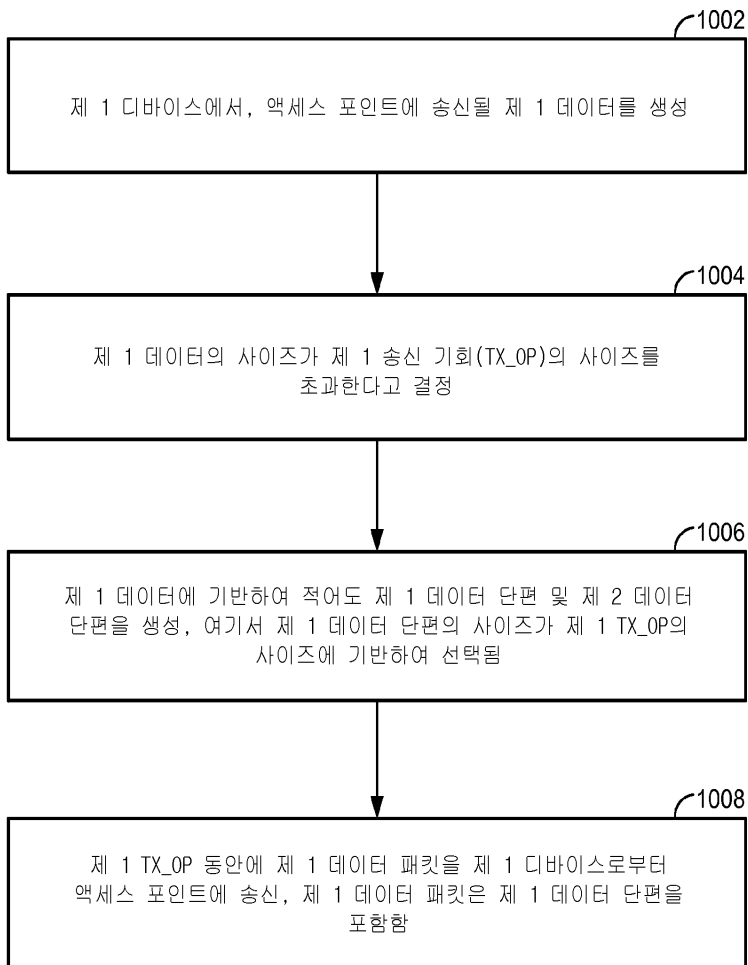 1002
제 1 디바이스에서, 액세스 포인트에 송신될 제 1 데이터를 생성
1004
제 1 데이터의 사이즈가 제 1 송신 기회(TX_OP)의 사이즈를
초과한다고 결정
1006
제 1 데이터에 기반하여 적어도 제 1 데이터 단편 및 제 2 데이터
단편을 생성, 여기서 제 1 데이터 단편의 사이즈가 제 1 TX_OP의
사이즈에 기반하여 선택됨
1008
제 1 TX_OP 동안에 제 1 데이터 패킷을 제 1 디바이스로부터
액세스 포인트에 송신, 제 1 데이터 패킷은 제 1 데이터 단편을
포함함